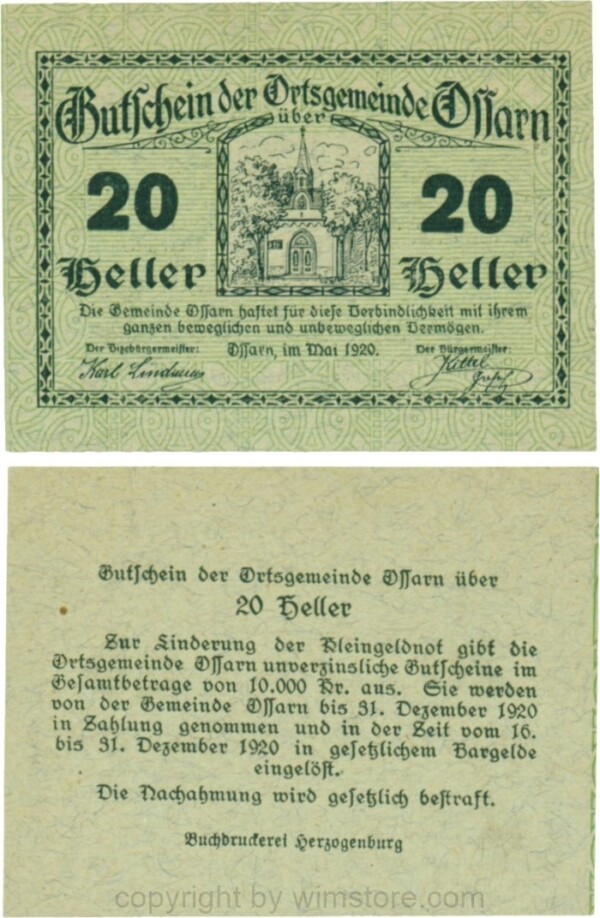 Gutschein der Ortsgemeinde Ossarn
über
20 20
Heller Heller
Die Gemeinde Ossarn haftet für diese Verbindlichkeit mit ihrem
ganzen beweglichen und unbeweglichen Vermögen.
Der Vizebürgermeister: Ossarn, im Mai 1920. Der Bürgermeister:
Karl Kittel
Gutschein der Ortsgemeinde Ossarn über
20 Heller
Zur Linderung der Kleingeldnot gibt die
Ortsgemeinde Ossarn unverzinsliche Gutscheine im
Gesamtbetrage von 10.000 Kr. aus. Sie werden
von der Gemeinde Ossarn bis 31. Dezember 1920
in Zahlung genommen und in der Zeit vom 16.
bis 31. Dezember 1920 in gesetzlichem Bargelde
eingelöst.
Die Nachahmung wird gesetzlich bestraft.
Buchdruckerei Herzogenburg
copyright by wimstore.com